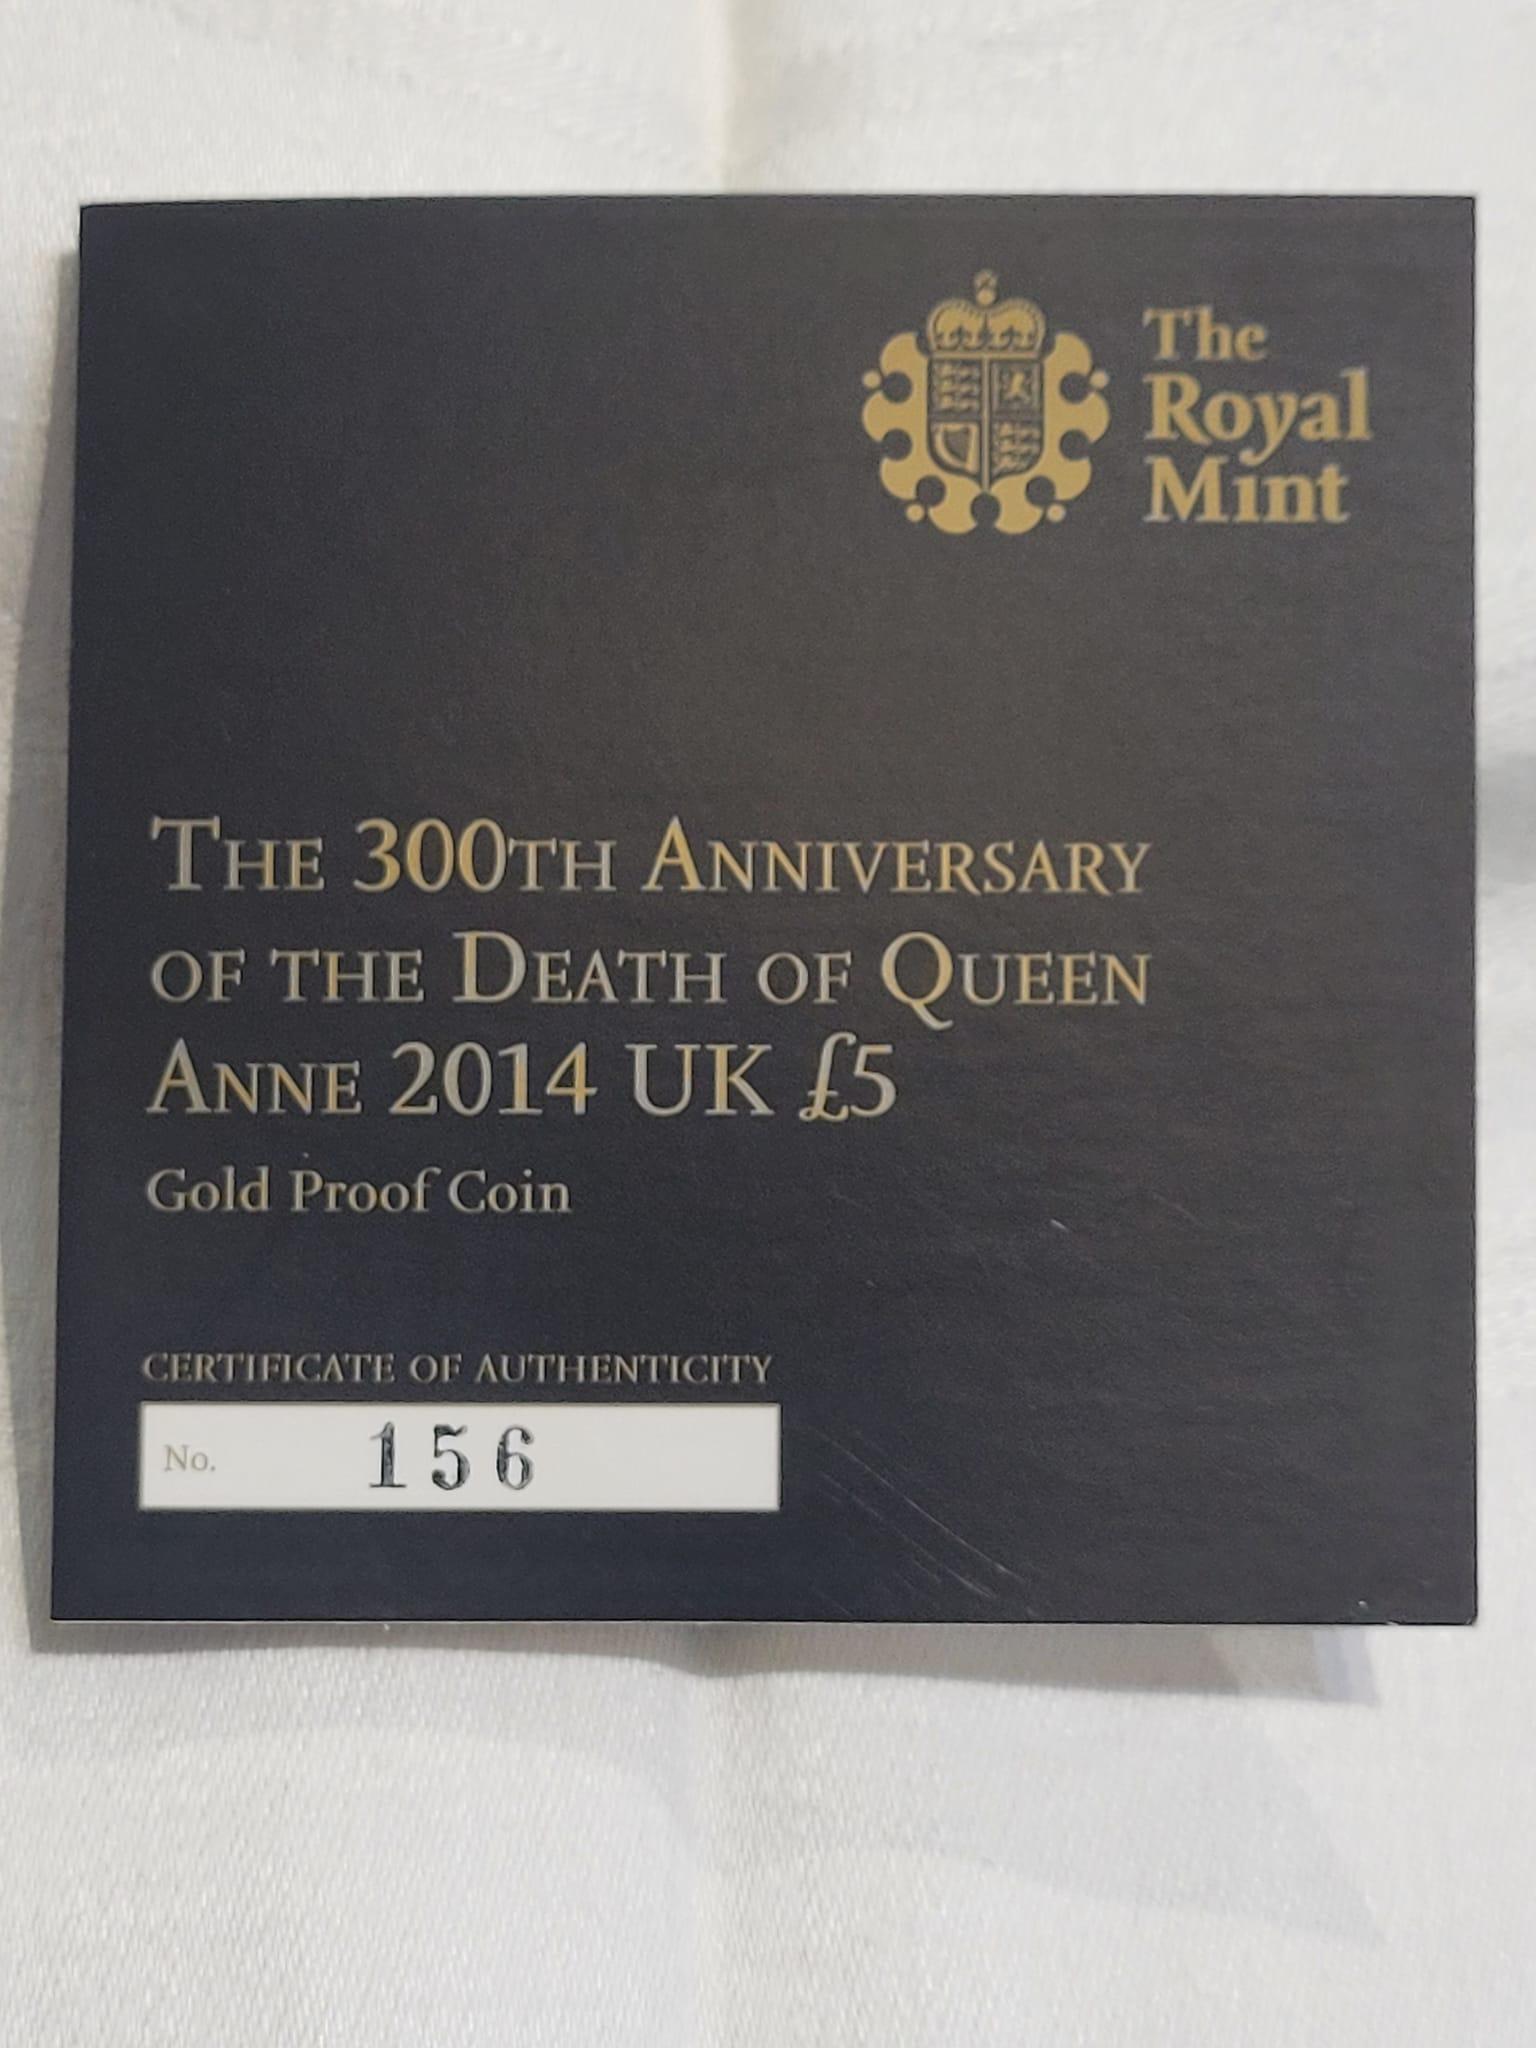 The
Royal
Mint
THE 300TH ANNIVERSARY
OF THE DEATH OF QUEEN
ANNE 2014 UK £5
Gold Proof Coin
CERTIFICATE OF AUTHENTICITY
No. 156